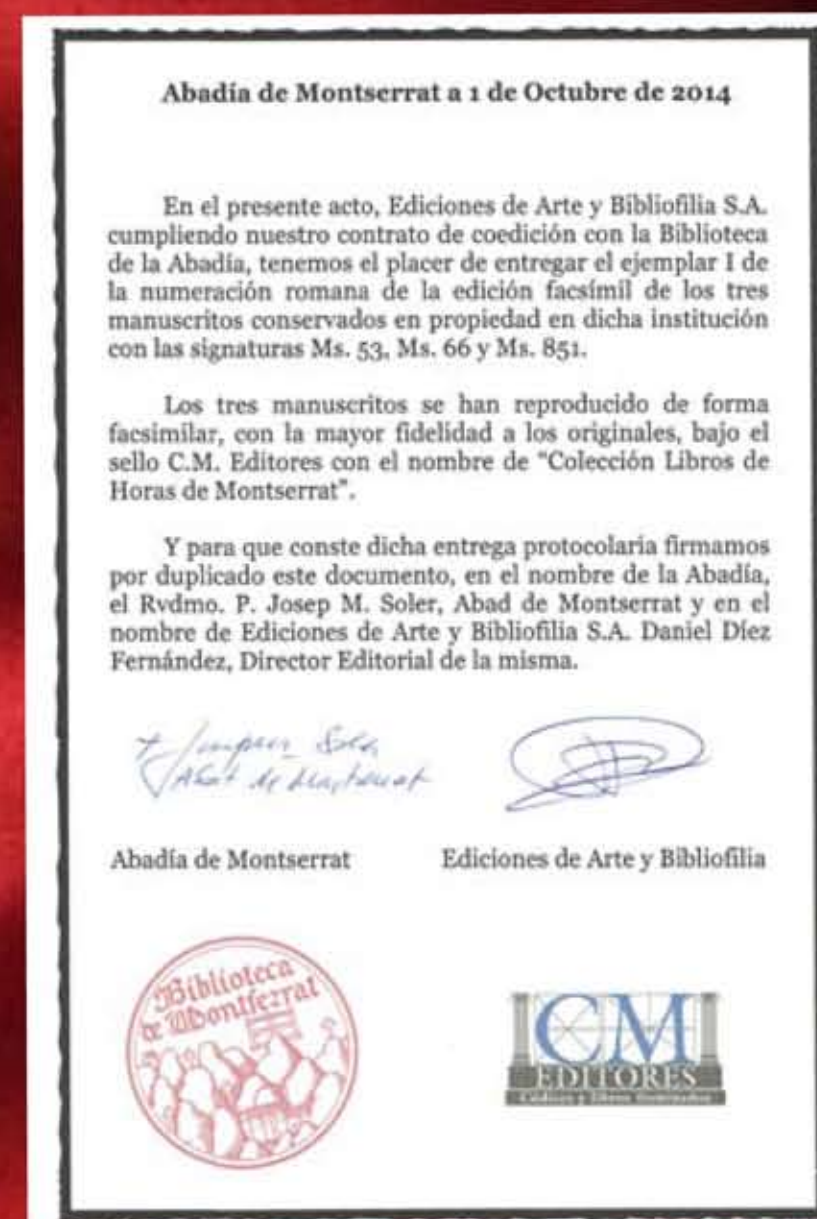 Abadía de Montserrat a 1 de Octubre de 2014
En el presente acto, Ediciones de Arte y Bibliofilia S.A.
cumpliendo nuestro contrato de coedición con la Biblioteca
de la Abadía, tenemos el placer de entregar el ejemplar I de
la numeración romana de la edición facsímil de los tres
manuscritos conservados en propiedad en dicha institución
con las signaturas Ms. 53, Ms. 66 y Ms. 851.
Los tres manuscritos se han reproducido de forma
facsimilar, con la mayor fidelidad a los originales, bajo el
sello C.M. Editores con el nombre de “Colección Libros de
Horas de Montserrat”.
Y para que conste dicha entrega protocolaria firmamos
por duplicado este documento, en el nombre de la Abadía,
el Rvdmo. P. Josep M. Soler, Abad de Montserrat y en el
nombre de Ediciones de Arte y Bibliofilia S.A. Daniel Díez
Fernández, Director Editorial de la misma.
Soler
Abat de Montserrat
Abadía de Montserrat
Ediciones de Arte y Bibliofilia
Biblioteca
de Montserrat
CM
EDITORES
Códices y Libros Iluminados